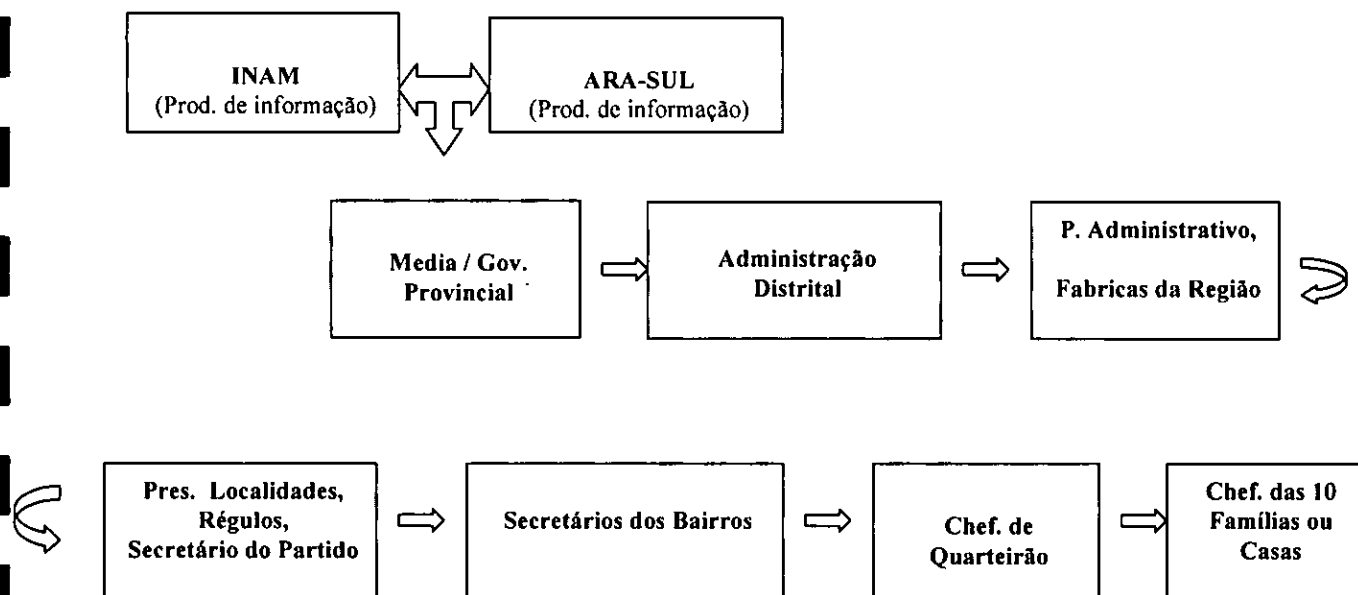 INAM
(Prod. de informação)
ARA-SUL
(Prod. de informação)
Media / Gov.
Provincial
Administração
Distrital
P. Administrativo,
Fabricas da Região
Pres. Localidades,
Régulos,
Secretário do Partido
Secretários dos Bairros
Chef. de
Quarteirão
Chef. das 10
Famílias ou
Casas